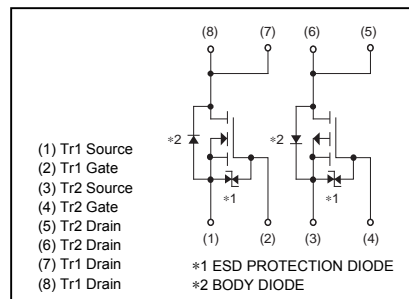 (8) (7) (6) (5)
∗2 ∗2
∗1 ∗1
(1) Tr1 Source
(2) Tr1 Gate
(3) Tr2 Source
(4) Tr2 Gate
(5) Tr2 Drain
(6) Tr2 Drain
(7) Tr1 Drain
(8) Tr1 Drain
(1) (2) (3) (4)
∗1 ESD PROTECTION DIODE
∗2 BODY DIODE